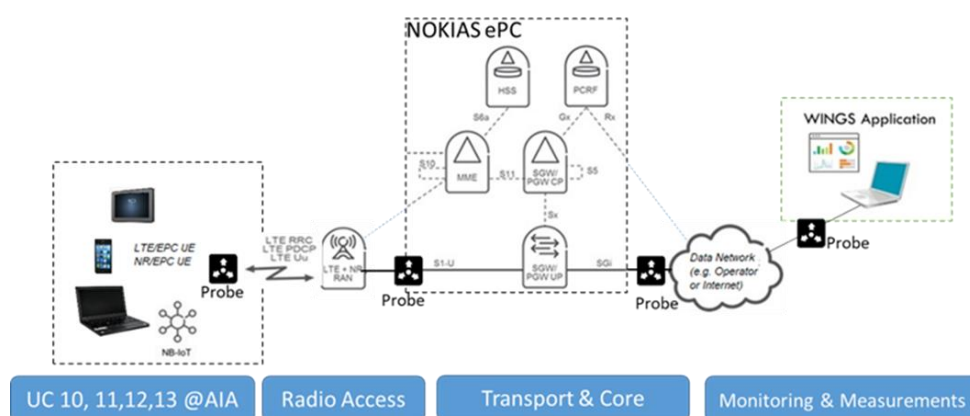 NOKIAS ePC
HSS
PCRF
S6a
Gx
Rx
WINGS Application
S10
MME
S11
SGW/
PGW CP
S5
Sx
LTE/EPC UE
NR/EPC UE
Probe
LTE RRC
LTE PDCP
LTE Uu
LTE + NR
RAN
Probe
S1-U
SGW/
PGW UP
SGi
Probe
Data Network
(e.g. Operator
or Internet)
Probe
NB-IoT
UC 10, 11,12,13 @AIA
Radio Access
Transport & Core
Monitoring & Measurements